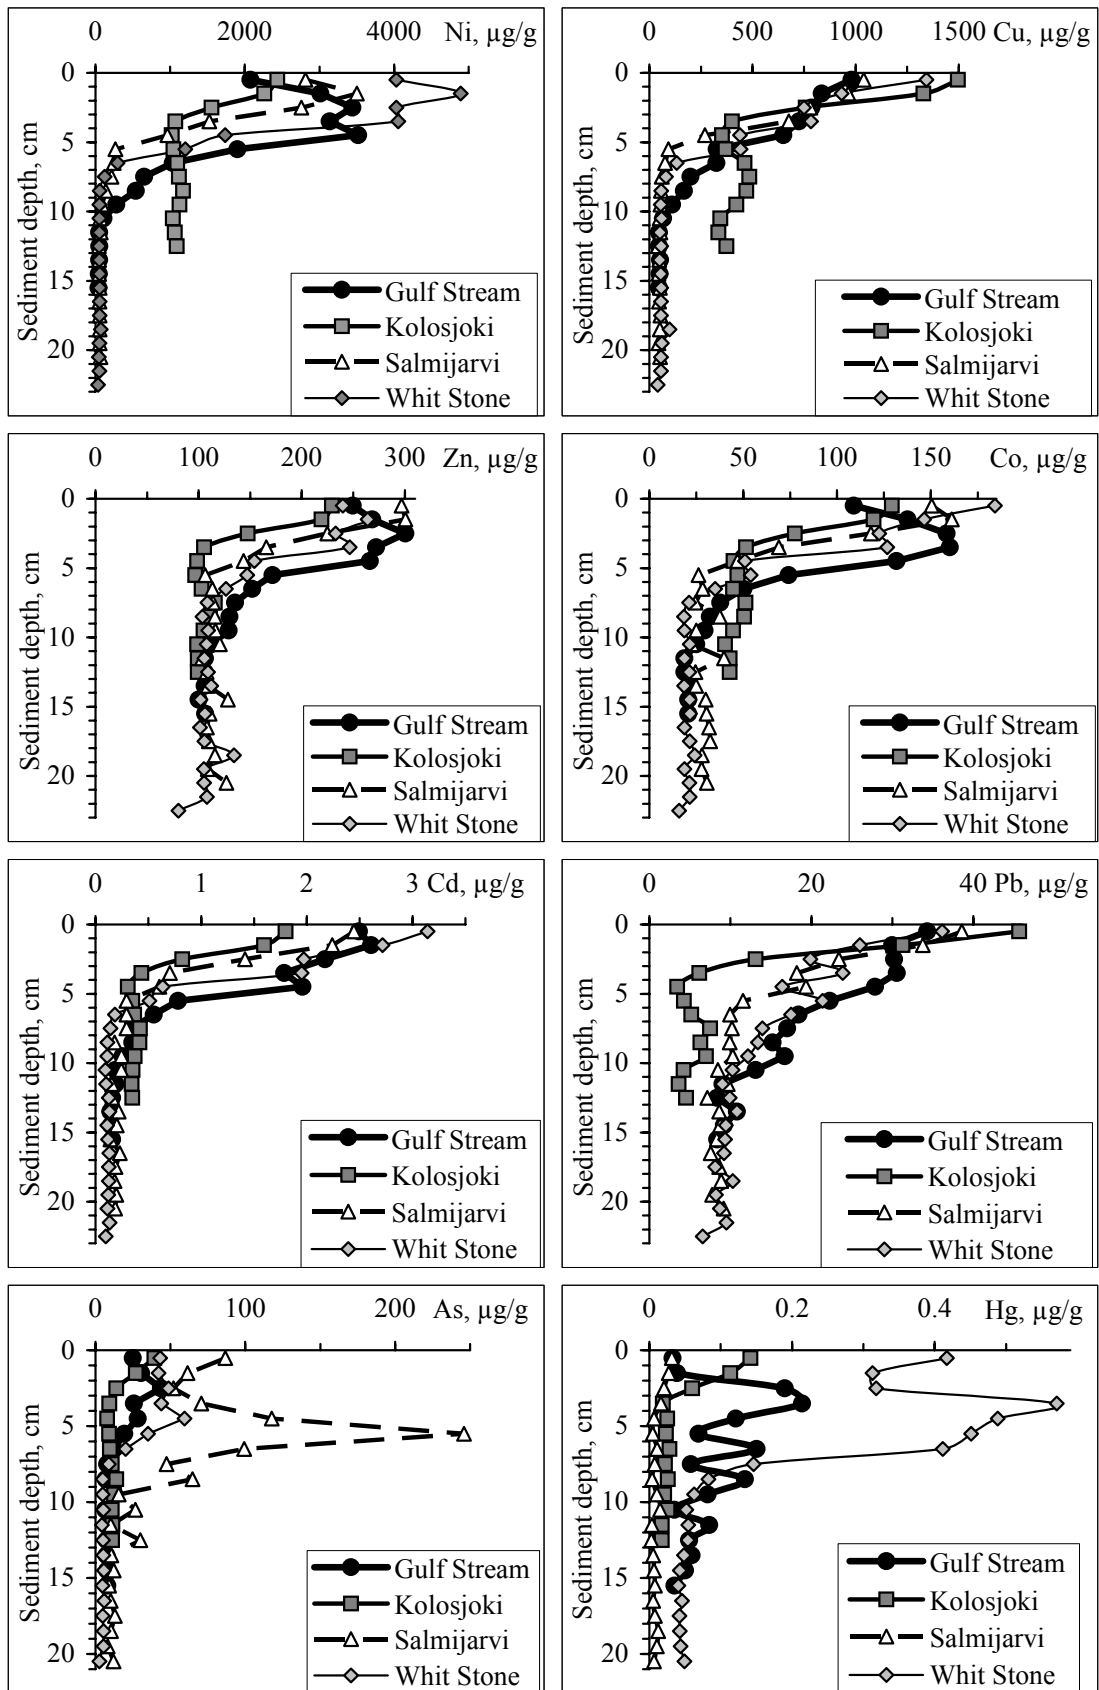 0 2000 4000 Ni, µg/g
0
5
10
15
20
Sediment depth, cm
Gulf Stream
Kolosjoki
Salmijarvi
Whit Stone
0 500 1000 1500 Cu, µg/g
0
5
10
15
20
Sediment depth, cm
Gulf Stream
Kolosjoki
Salmijarvi
Whit Stone
0 100 200 300 Zn, µg/g
0
5
10
15
20
Sediment depth, cm
Gulf Stream
Kolosjoki
Salmijarvi
Whit Stone
0 50 100 150 Co, µg/g
0
5
10
15
20
Sediment depth, cm
Gulf Stream
Kolosjoki
Salmijarvi
Whit Stone
0 1 2 3 Cd, µg/g
0
5
10
15
20
Sediment depth, cm
Gulf Stream
Kolosjoki
Salmijarvi
Whit Stone
0 20 40 Pb, µg/g
0
5
10
15
20
Sediment depth, cm
Gulf Stream
Kolosjoki
Salmijarvi
Whit Stone
0 100 200 As, µg/g
0
5
10
15
20
Sediment depth, cm
Gulf Stream
Kolosjoki
Salmijarvi
Whit Stone
0 0.2 0.4 Hg, µg/g
0
5
10
15
20
Sediment depth, cm
Gulf Stream
Kolosjoki
Salmijarvi
Whit Stone